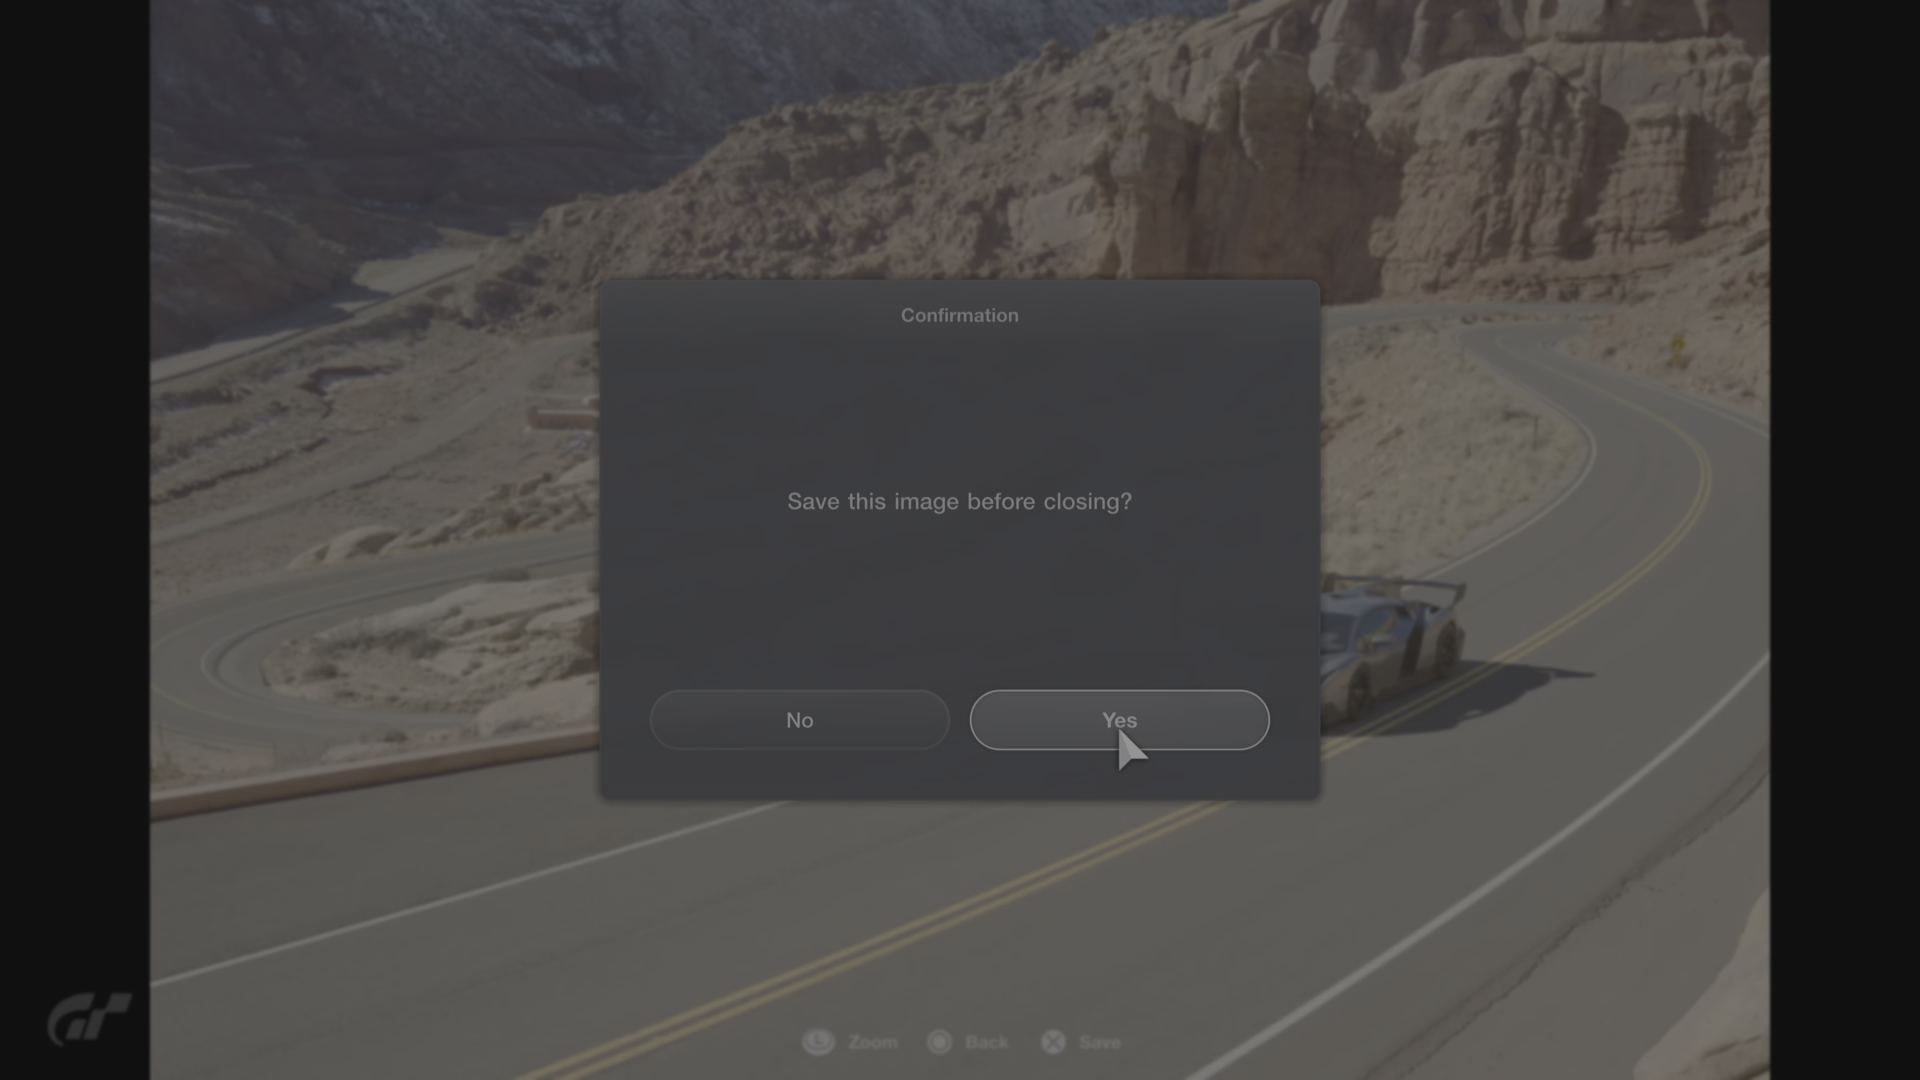 Confirmation
Save this image before closing?
No
Yes
Zoom
Back
Save